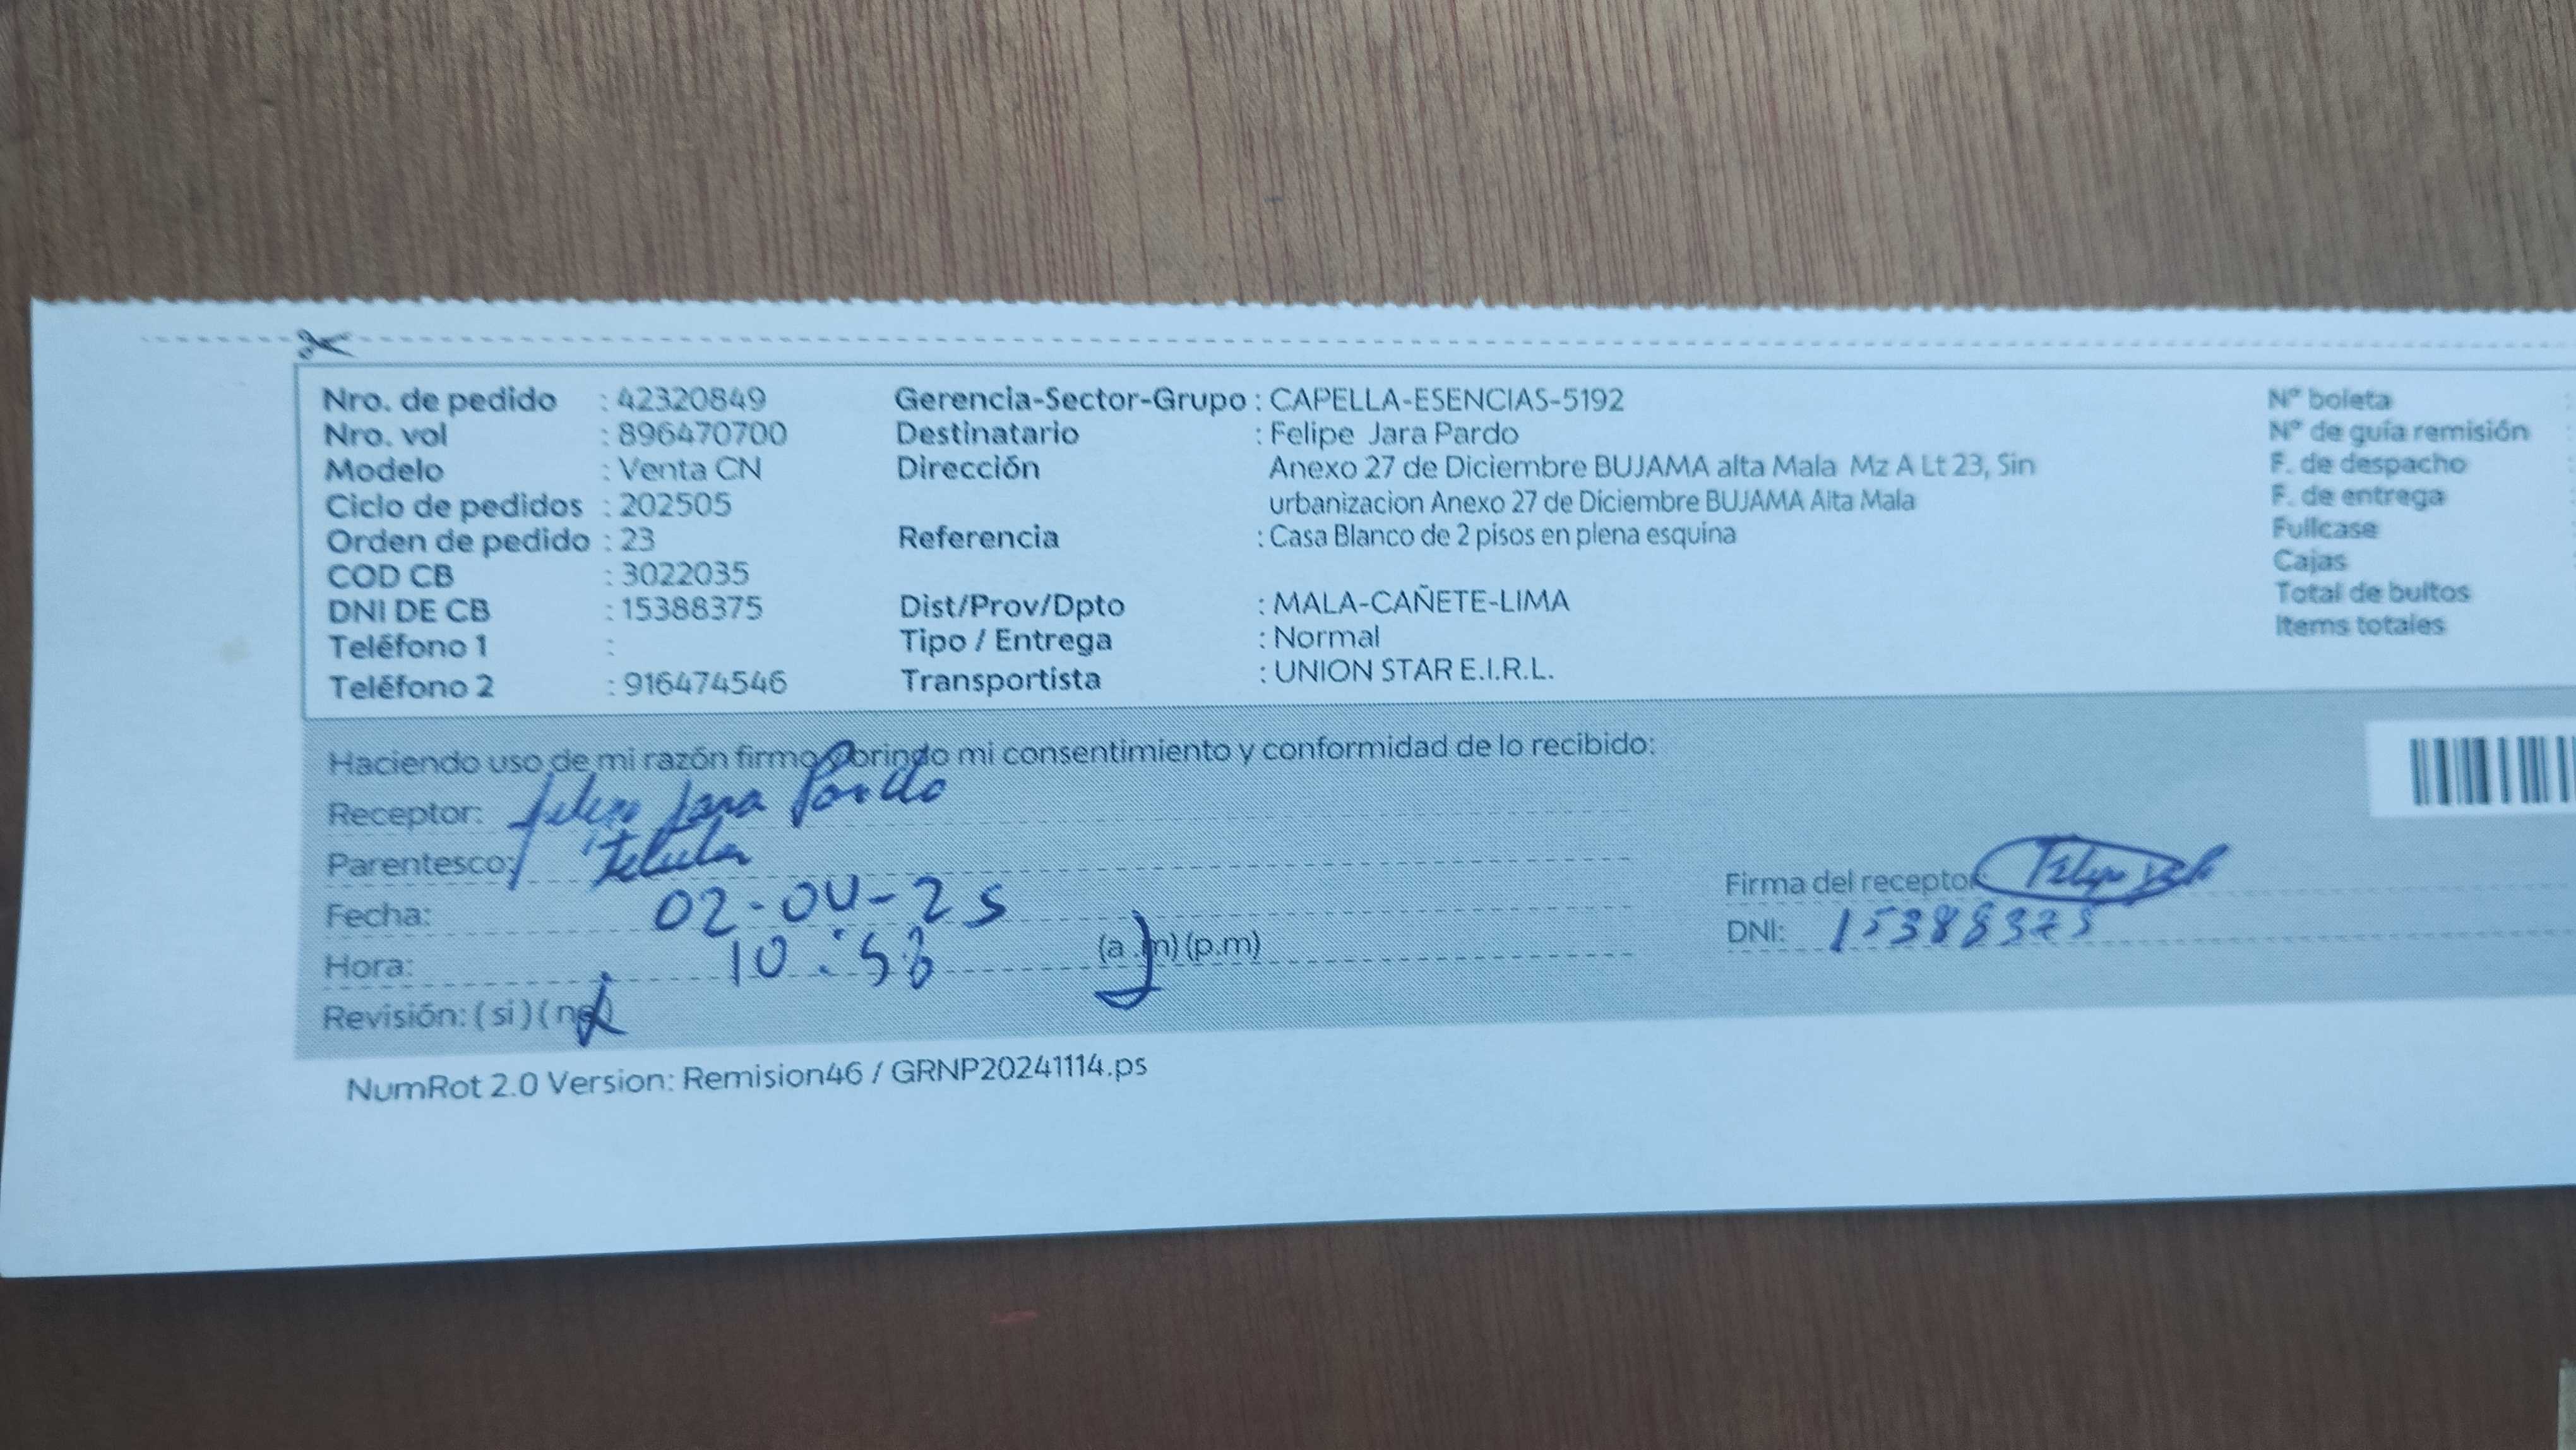 Nro. de pedido : 42320849
Nro. vol : 896470700
Modelo : Venta CN
Ciclo de pedidos : 202505
Orden de pedido : 23
COD CB : 3022035
DNI DE CB : 15388375
Teléfono 1 :
Teléfono 2 : 916474546
Gerencia-Sector-Grupo : CAPELLA-ESENCIAS-5192
Destinatario : Felipe Jara Pardo
Dirección Anexo 27 de Diciembre BUJAMA alta Mala Mz A Lt 23, Sin
urbanizacion Anexo 27 de Diciembre BUJAMA Alta Mala
Referencia : Casa Blanco de 2 pisos en plena esquina
Dist/Prov/Dpto : MALA-CAÑETE-LIMA
Tipo / Entrega : Normal
Transportista : UNION STAR E.I.R.L.
N° boleta
N° de guía remisión
F. de despacho
F. de entrega
Fullcase
Cajas
Total de bultos
Items totales
Haciendo uso de mi razón firmo brindo mi consentimiento y conformidad de lo recibido:
Receptor: Felipe Jara Pardo
Parentesco:
Fecha: 02-04-25
Hora: 10:58 (a.m) (p.m)
Revisión: (si) (no)
Firma del receptor
DNI: 15388375
NumRot 2.0 Version: Remision46 / GRNP20241114.ps